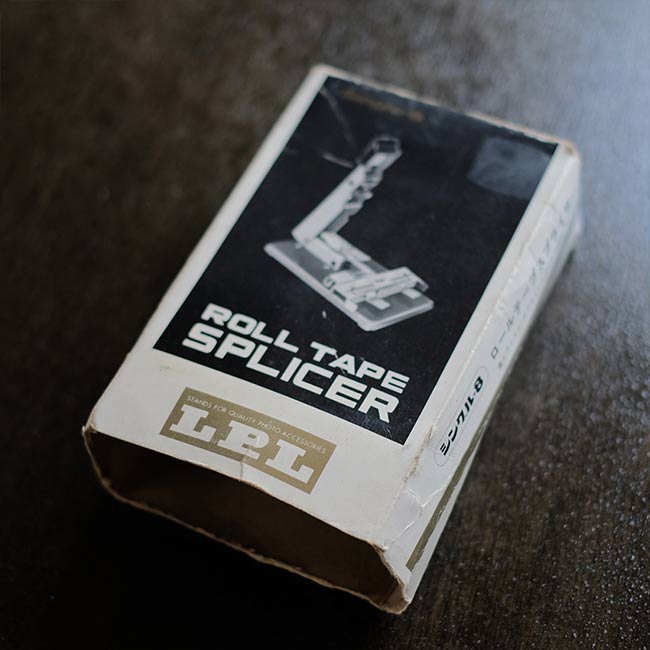 ROLL TAPE
SPLICER
STANDS FOR QUALITY PHOTO ACCESSORIES
LPL
シングル-8
ロールテープスプライサ